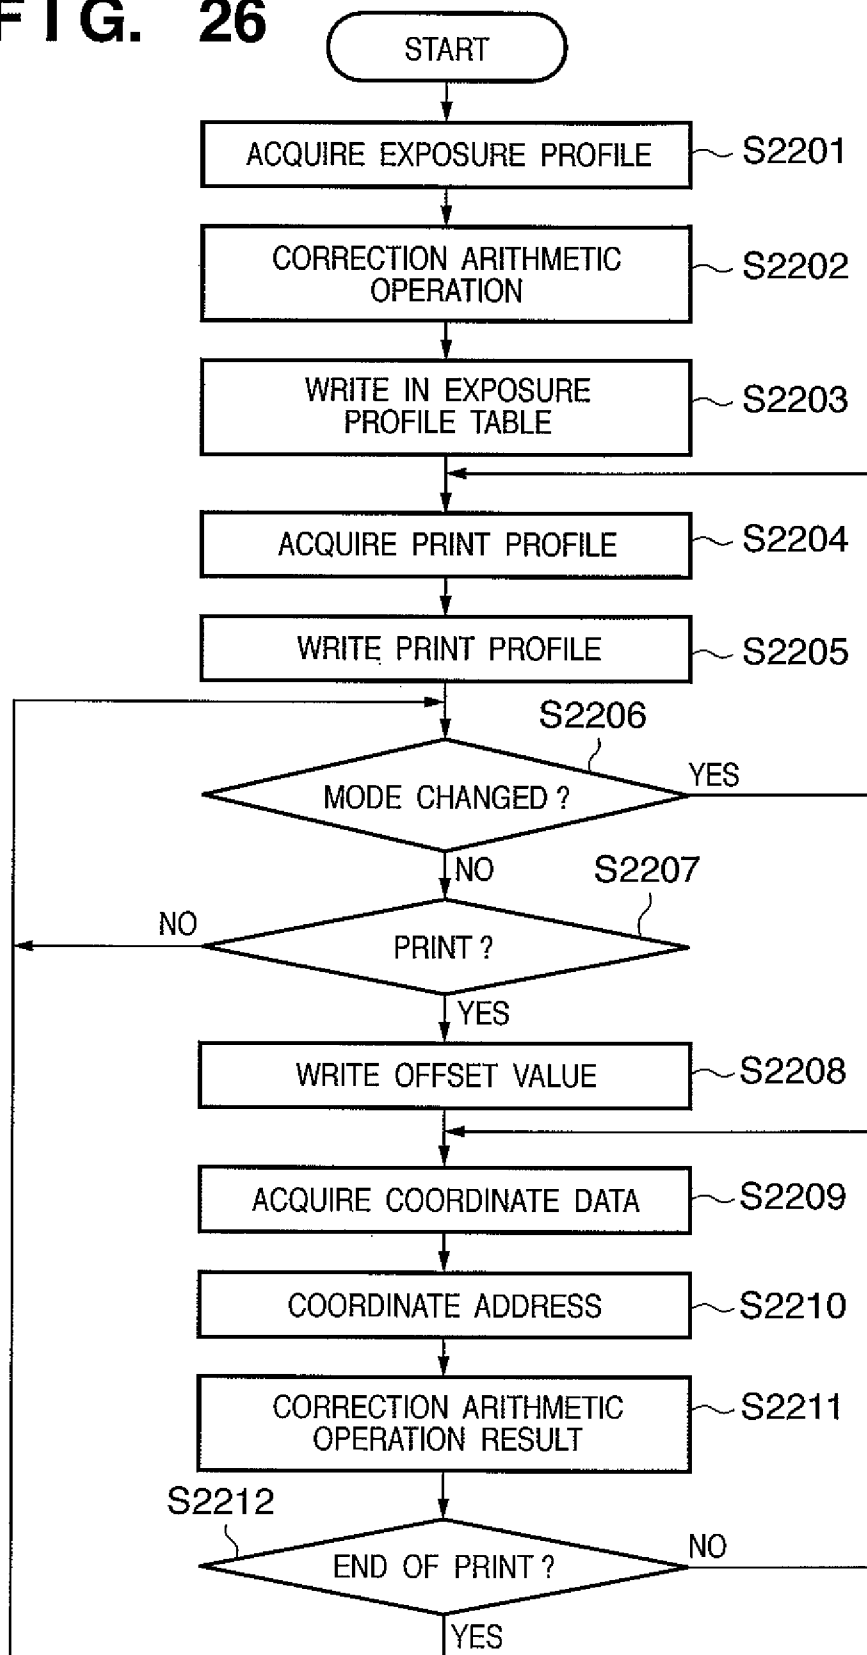 FIG. 26
START
ACQUIRE EXPOSURE PROFILE
S2201
CORRECTION ARITHMETIC
OPERATION
S2202
WRITE IN EXPOSURE
PROFILE TABLE
S2203
ACQUIRE PRINT PROFILE
S2204
WRITE PRINT PROFILE
S2205
S2206
MODE CHANGED?
YES
NO
S2207
PRINT?
NO
YES
WRITE OFFSET VALUE
S2208
ACQUIRE COORDINATE DATA
S2209
COORDINATE ADDRESS
S2210
CORRECTION ARITHMETIC
OPERATION RESULT
S2211
S2212
END OF PRINT?
NO
YES